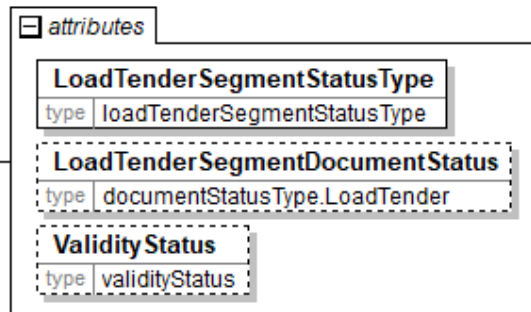 attributes
LoadTenderSegmentStatusType
type loadTenderSegmentStatusType
LoadTenderSegmentDocumentStatus
type documentStatusType.LoadTender
ValidityStatus
type validityStatus